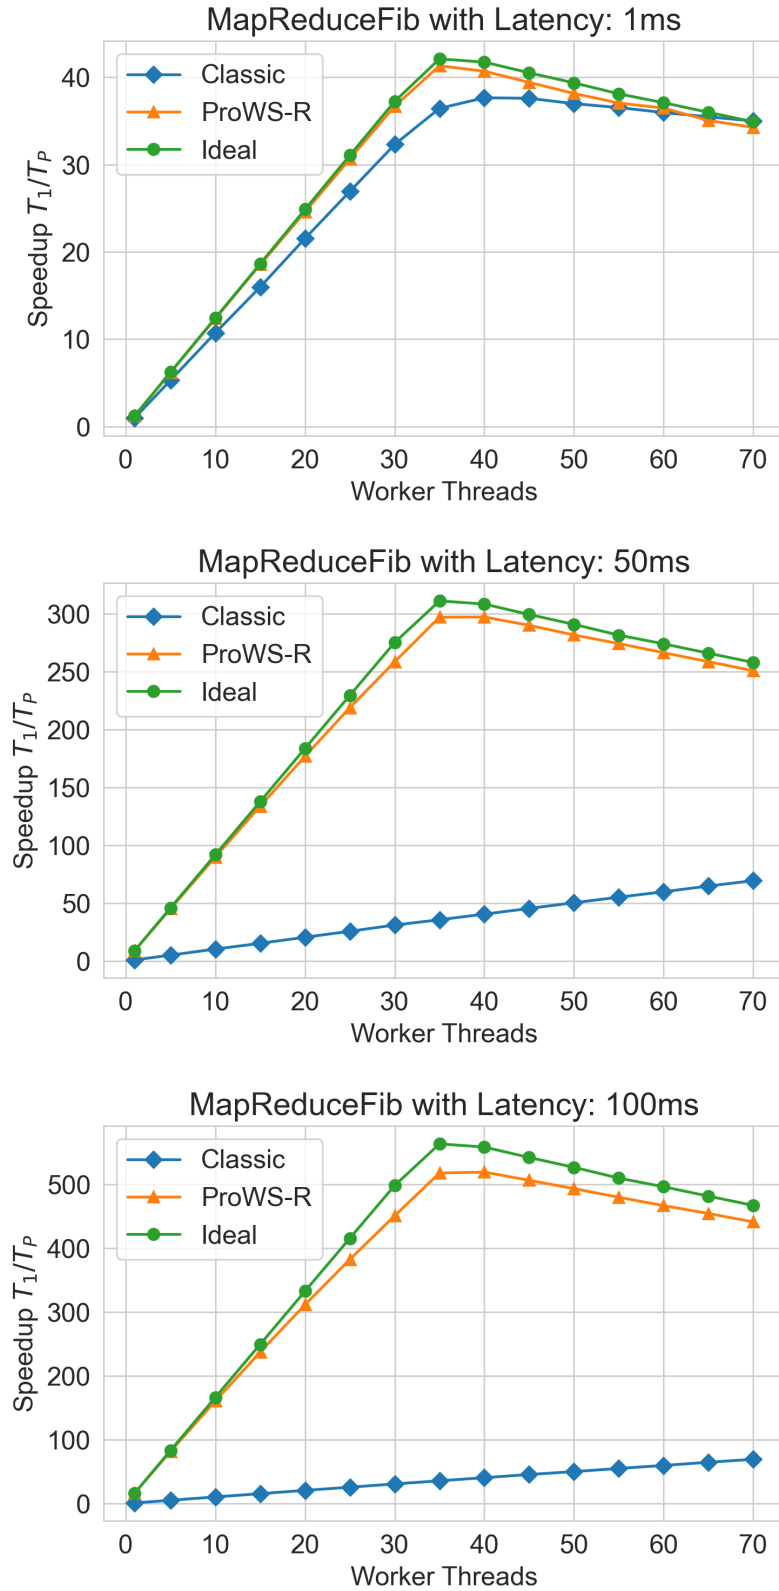 MapReduceFib with Latency: 1ms
Classic
ProWS-R
Ideal
Speedup T₁/Tₚ
40
30
20
10
0
0 10 20 30 40 50 60 70
Worker Threads
MapReduceFib with Latency: 50ms
Classic
ProWS-R
Ideal
Speedup T₁/Tₚ
300
250
200
150
100
50
0
0 10 20 30 40 50 60 70
Worker Threads
MapReduceFib with Latency: 100ms
Classic
ProWS-R
Ideal
Speedup T₁/Tₚ
500
400
300
200
100
0
0 10 20 30 40 50 60 70
Worker Threads